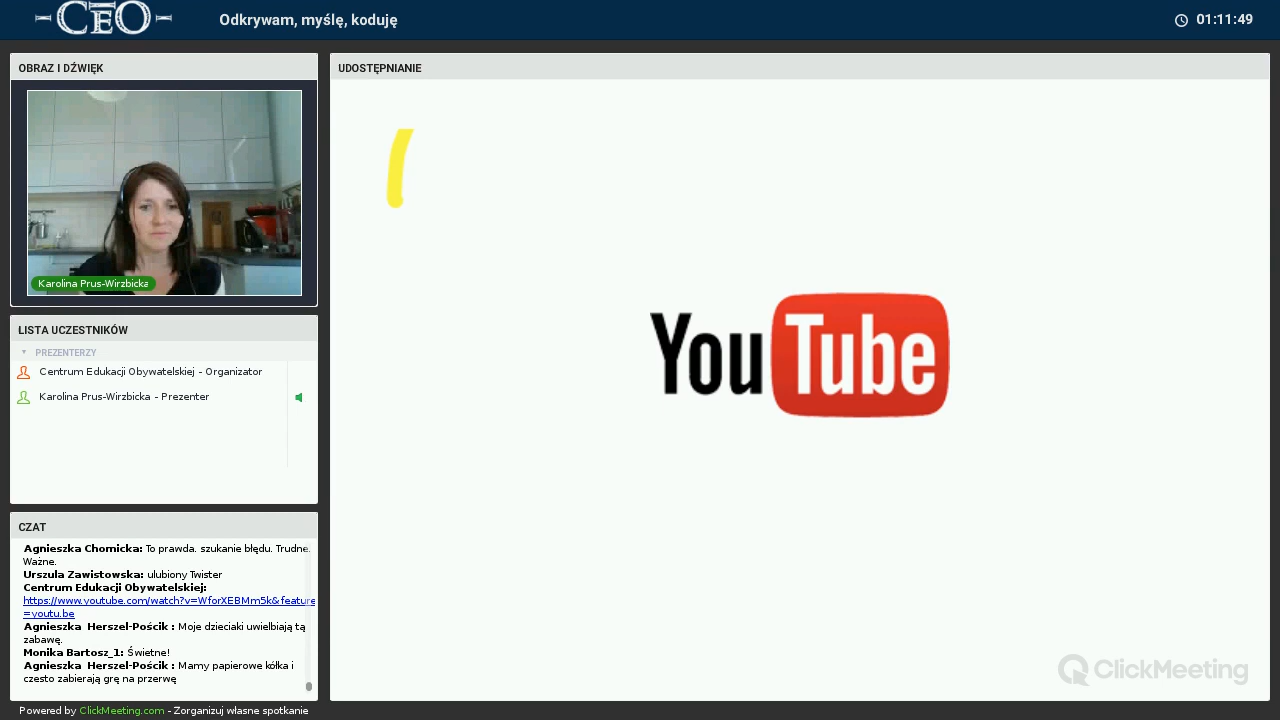 CEO
Odkrywam, myślę, koduję
01:11:49
OBRAZ I DŹWIĘK
UDOSTĘPNIANIE
Karolina Prus-Wirzbicka
YouTube
LISTA UCZESTNIKÓW
PREZENTERZY
Centrum Edukacji Obywatelskiej - Organizator
Karolina Prus-Wirzbicka - Prezenter
CZAT
Agnieszka Chomicka: To prawda. szukanie błędu. Trudne.
Ważne.
Urszula Zawistowska: ulubiony Twister
Centrum Edukacji Obywatelskiej:
https://www.youtube.com/watch?v=WforXEBMm5k&feature
=youtu.be
Agnieszka Herszel-Pościk : Moje dzieciaki uwielbiają tą
zabawę.
Monika Bartosz_1: Świetne!
Agnieszka Herszel-Pościk : Mamy papierowe kółka i
czesto zabierają grę na przerwę
ClickMeeting
Powered by ClickMeeting.com - Zorganizuj własne spotkanie